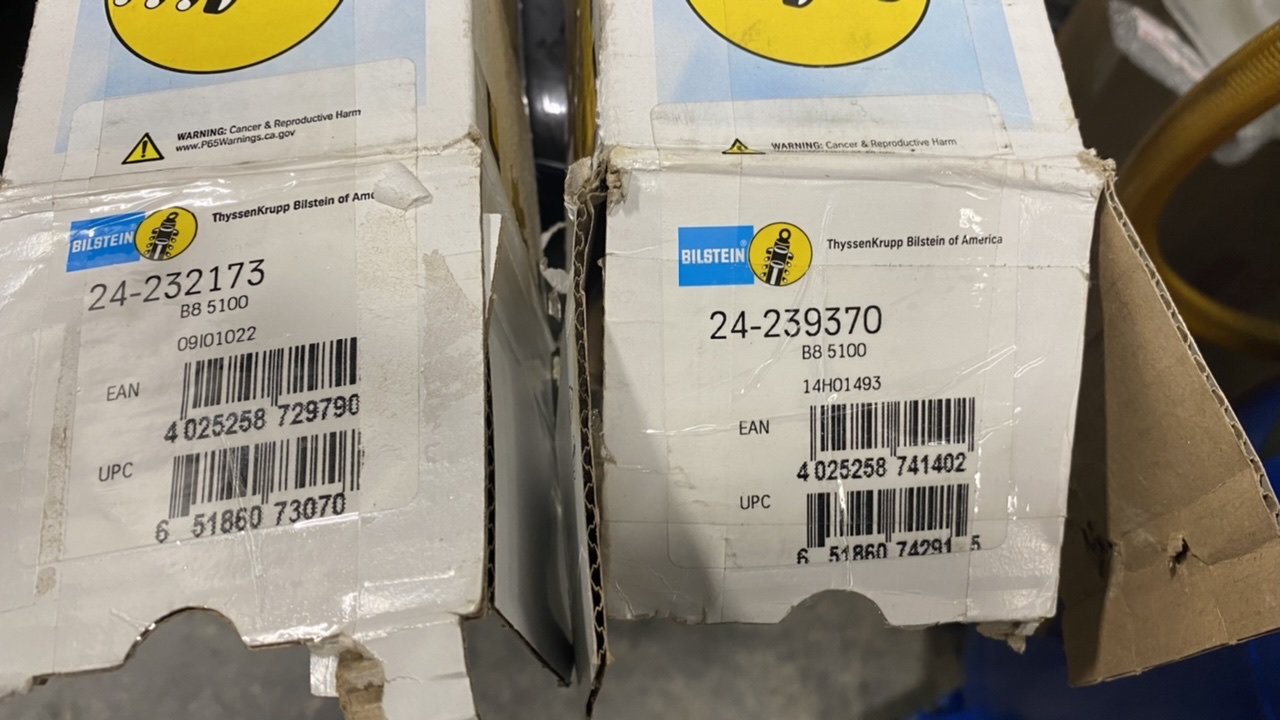 WARNING: Cancer & Reproductive Harm
www.P65Warnings.ca.gov
BILSTEIN
ThyssenKrupp Bilstein of Ame
24-232173
B8 5100
09I01022
EAN
4 025258 729790
UPC
6 51860 73070
WARNING: Cancer & Reproductive Harm
BILSTEIN
ThyssenKrupp Bilstein of America
24-239370
B8 5100
14H01493
EAN
4 025258 741402
UPC
6 51860 74291 5